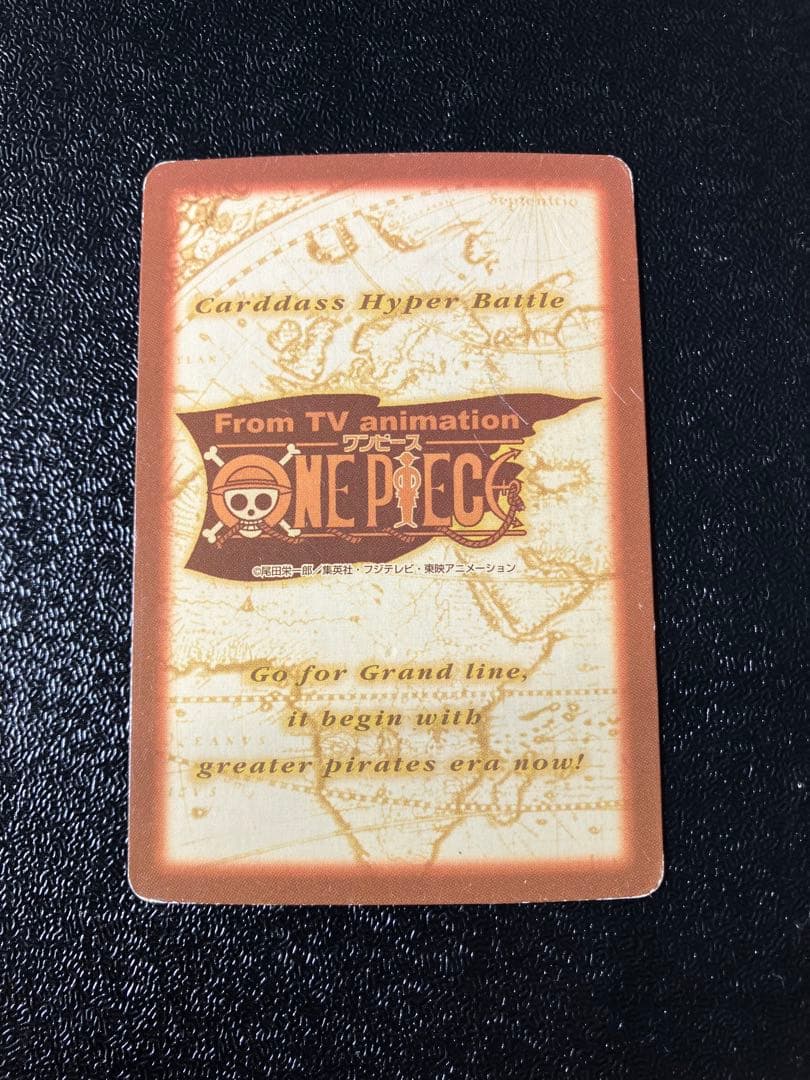 Septentrio
Carddass Hyper Battle
From TV animation
ワンピース
ONE PIECE
©尾田栄一郎／集英社・フジテレビ・東映アニメーション
Go for Grand line,
it begin with
greater pirates era now!